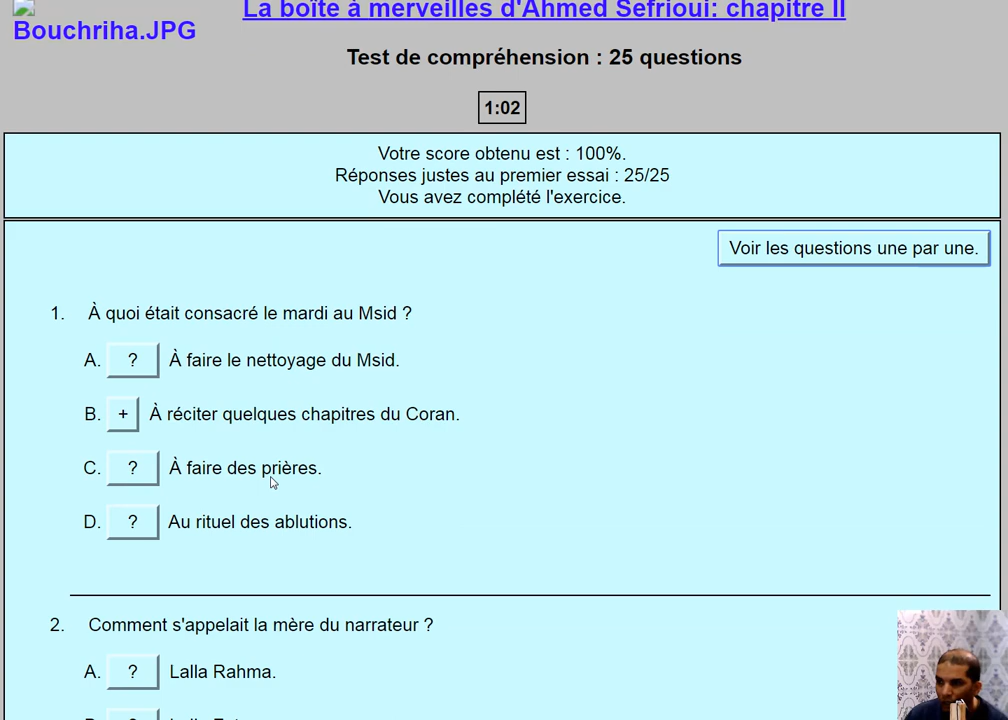 La boîte à merveilles d'Ahmed Sefrioui: chapitre II
Bouchriha.JPG
Test de compréhension : 25 questions
1:02
Votre score obtenu est : 100%.
Réponses justes au premier essai : 25/25
Vous avez complété l'exercice.
Voir les questions une par une.
1. À quoi était consacré le mardi au Msid ?
A. ? À faire le nettoyage du Msid.
B. + À réciter quelques chapitres du Coran.
C. ? À faire des prières.
D. ? Au rituel des ablutions.
2. Comment s'appelait la mère du narrateur ?
A. ? Lalla Rahma.